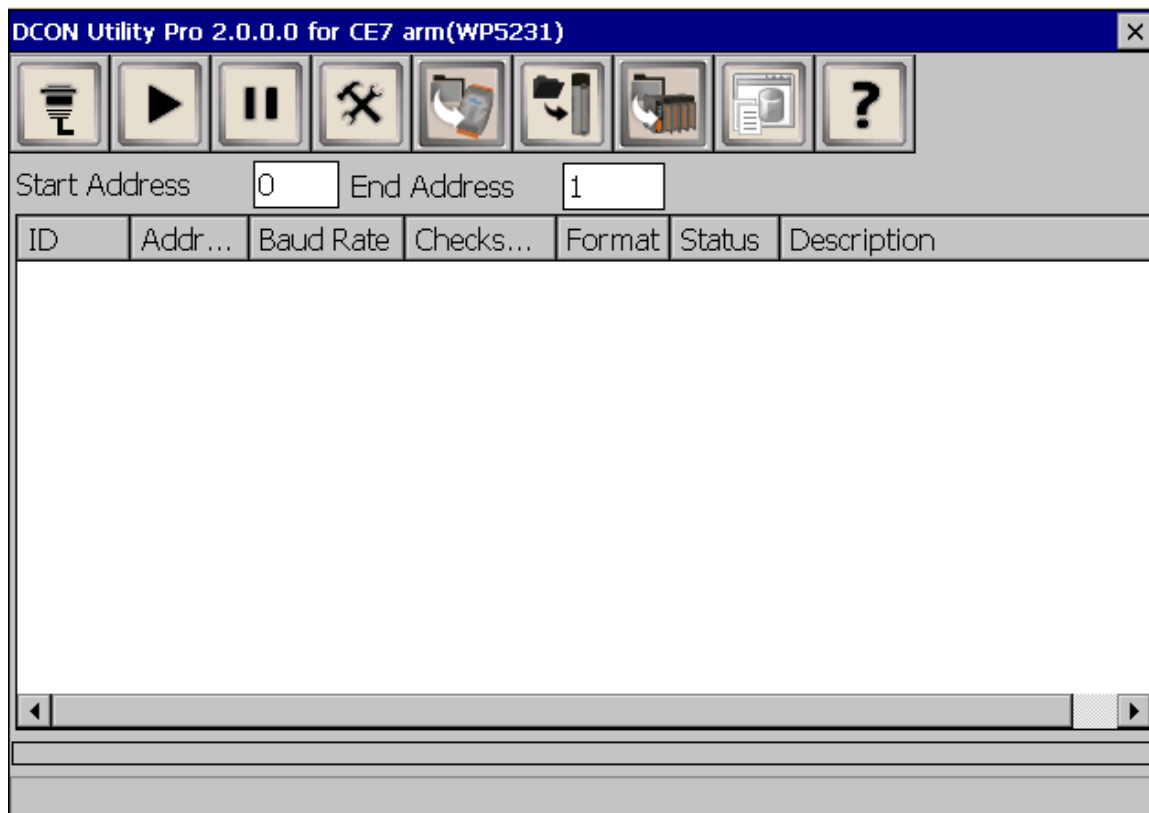 DCON Utility Pro 2.0.0.0 for CE7 arm(WP5231)
?
Start Address 0 End Address 1
ID Addr... Baud Rate Checks... Format Status Description